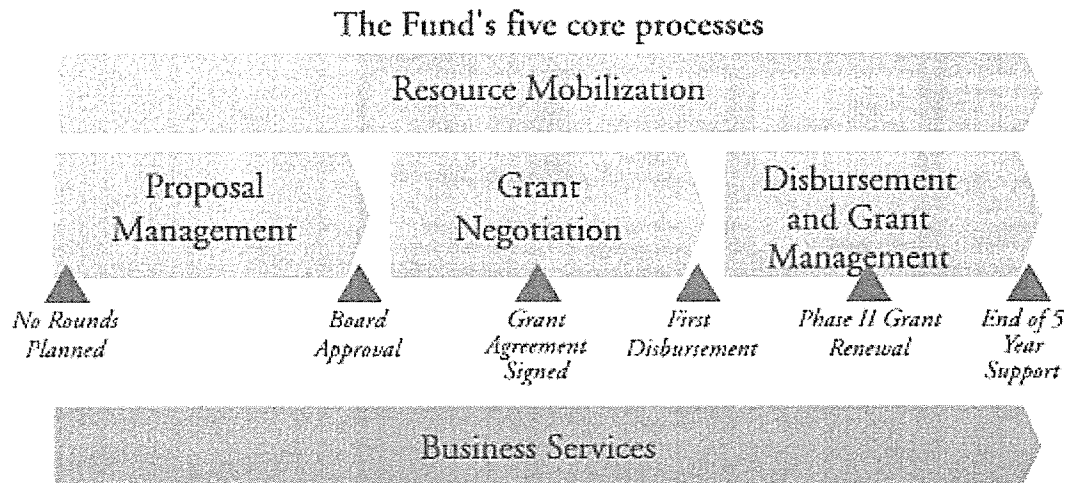 The Fund's five core processes
Resource Mobilization
Proposal
Management
Grant
Negotiation
Disbursement
and Grant
Management
No Rounds
Planned
Board
Approval
Grant
Agreement
Signed
First
Disbursement
Phase II Grant
Renewal
End of 5
Year
Support
Business Services